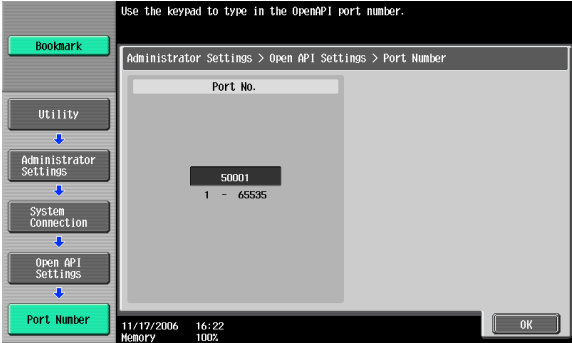 Use the keypad to type in the OpenAPI port number.
Bookmark
Administrator Settings > Open API Settings > Port Number
Port No.
Utility
Administrator
Settings
50001
1 - 65535
System
Connection
Open API
Settings
Port Number
11/17/2006 16:22
Memory 100%
OK